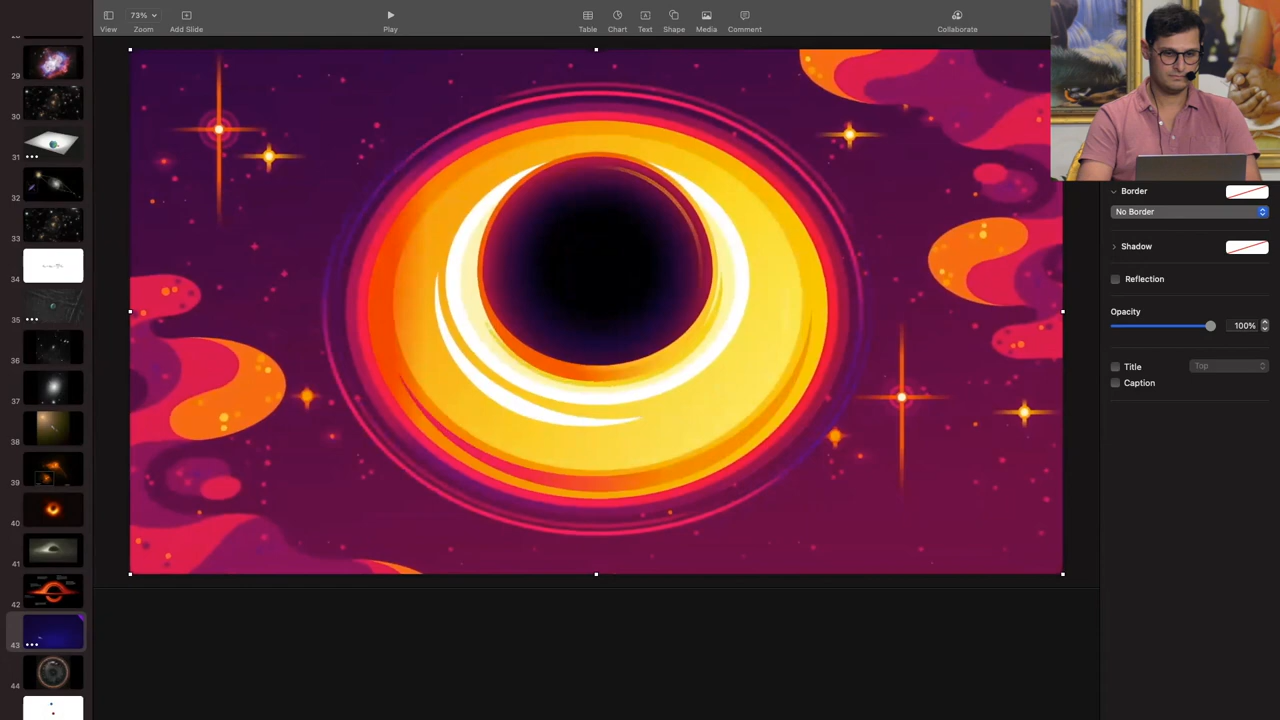 73%
View
Zoom
Add Slide
Play
Table
Chart
Text
Shape
Media
Comment
Collaborate
29
30
31
32
33
34
35
36
37
38
39
40
41
42
43
44
Border
No Border
Shadow
Reflection
Opacity
100%
Title
Top
Caption